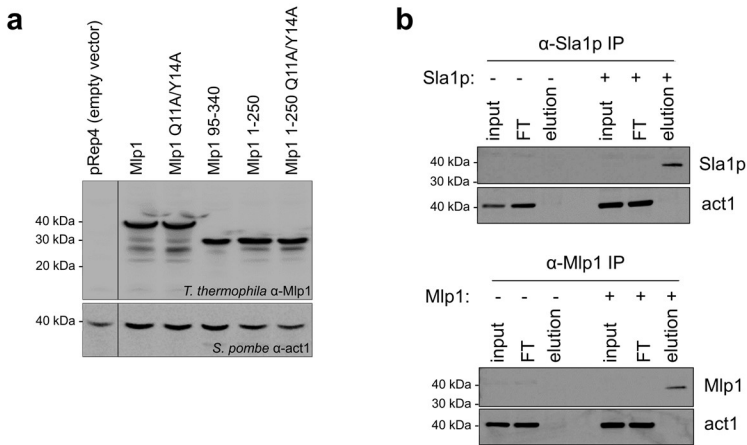 a
pRep4 (empty vector)
Mlp1
Mlp1 Q11A/Y14A
Mlp1 95-340
Mlp1 1-250
Mlp1 1-250 Q11A/Y14A
40 kDa
30 kDa
20 kDa
T. thermophila α-Mlp1
40 kDa
S. pombe α-act1
b
α-Sla1p IP
Sla1p: - - - + + +
input FT elution input FT elution
40 kDa
30 kDa
Sla1p
40 kDa
act1
α-Mlp1 IP
Mlp1: - - - + + +
input FT elution input FT elution
40 kDa
30 kDa
Mlp1
40 kDa
act1